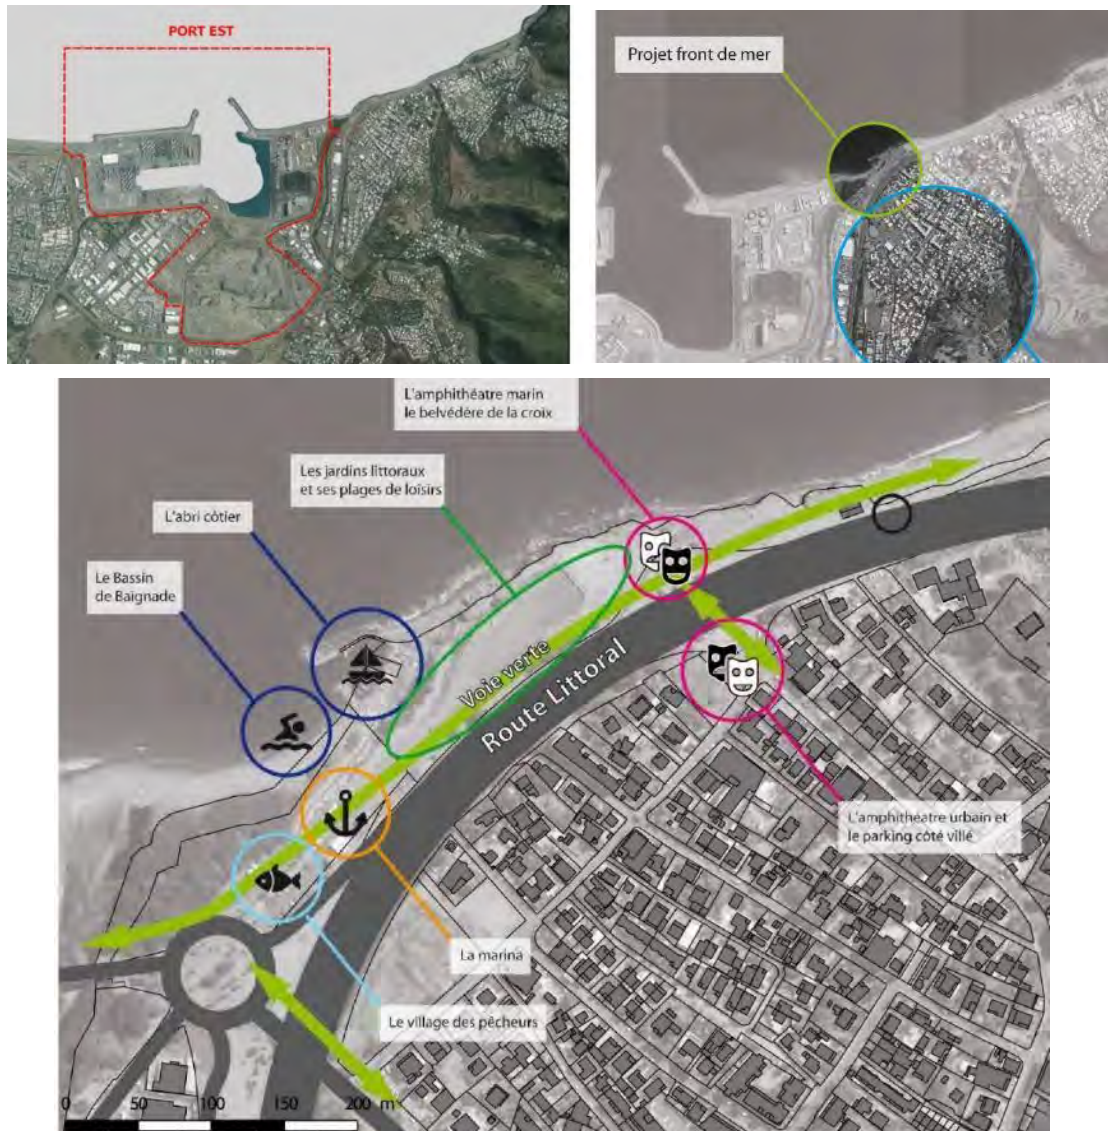 PORT EST
Projet front de mer
L'amphithéatre marin
le belvédère de la croix
Les jardins littoraux
et ses plages de loisirs
L'abri côtier
Le Bassin
de Baignade
Voie verte
Route Littoral
L'amphitheatre urbain et
le parking côté ville
La marina
Le village des pêcheurs
0 50 100 150 200 m